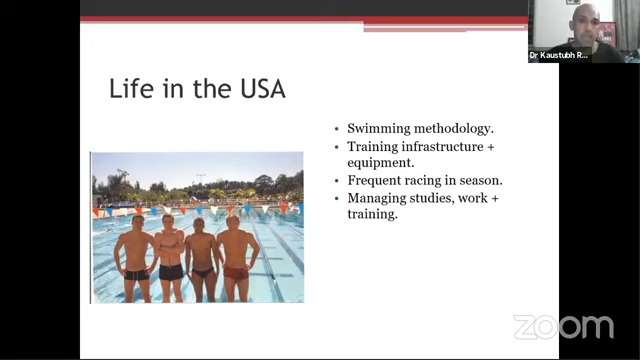 Dr Kaustubh R...
Life in the USA
• Swimming methodology.
• Training infrastructure +
equipment.
• Frequent racing in season.
• Managing studies, work +
training.
zoom